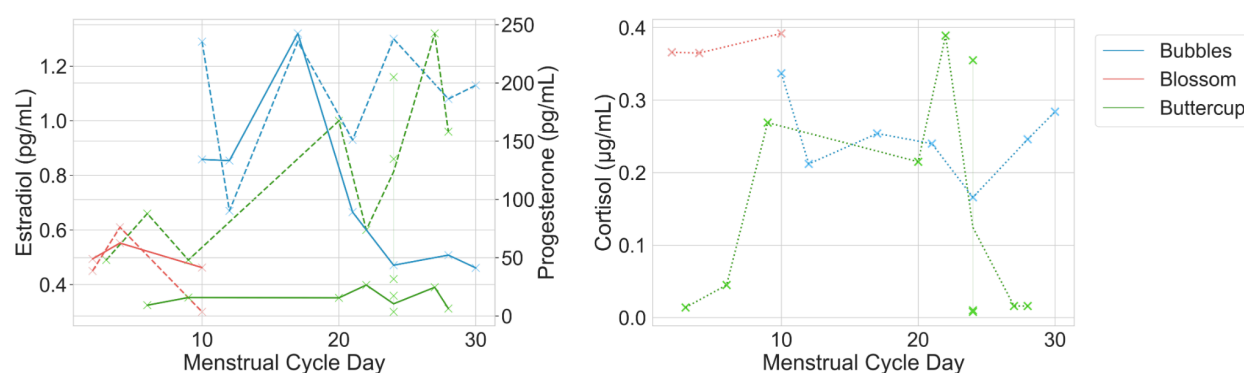 Estradiol (pg/mL)
1.2
1.0
0.8
0.6
0.4
10
20
30
Menstrual Cycle Day
250
200
150
100
50
0
Progesterone (pg/mL)
Cortisol (µg/mL)
0.4
0.3
0.2
0.1
0.0
10
20
30
Menstrual Cycle Day
Bubbles
Blossom
Buttercup